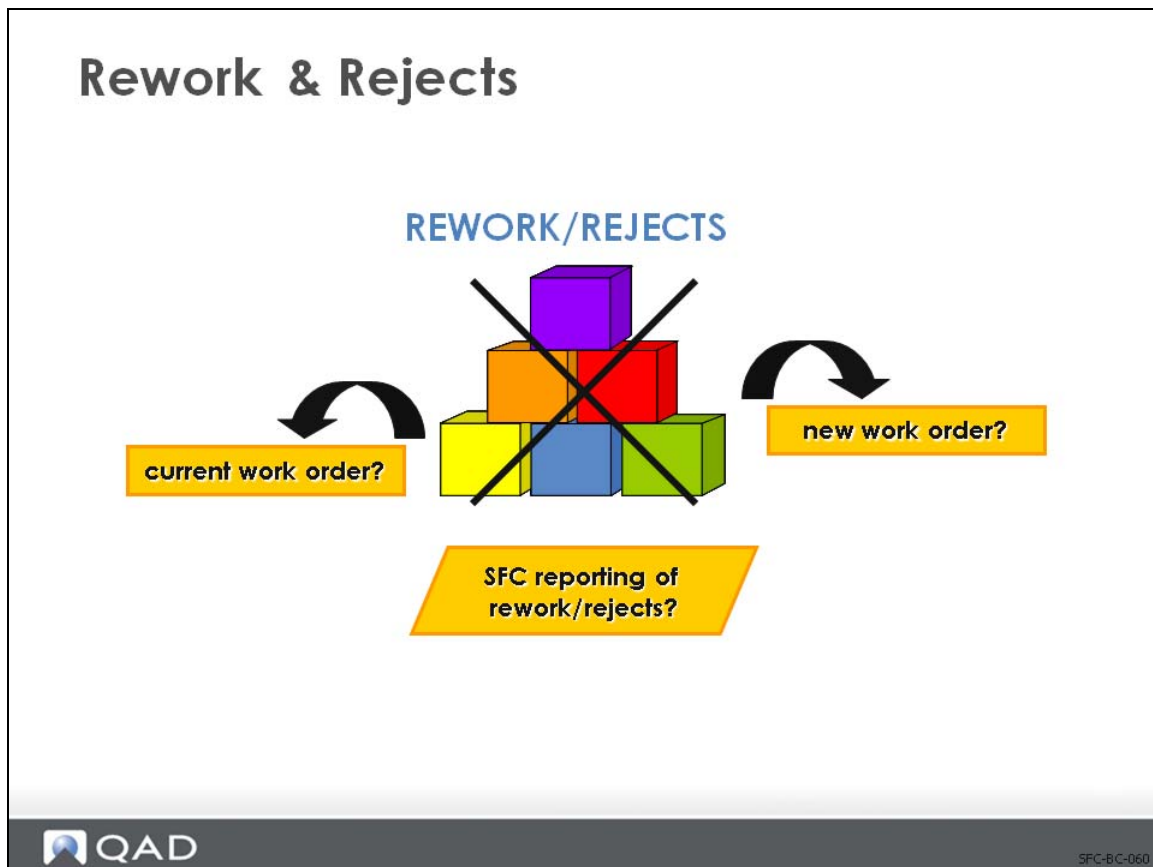 Rework & Rejects
REWORK/REJECTS
current work order?
new work order?
SFC reporting of
rework/rejects?
QAD
SFC-BC-060